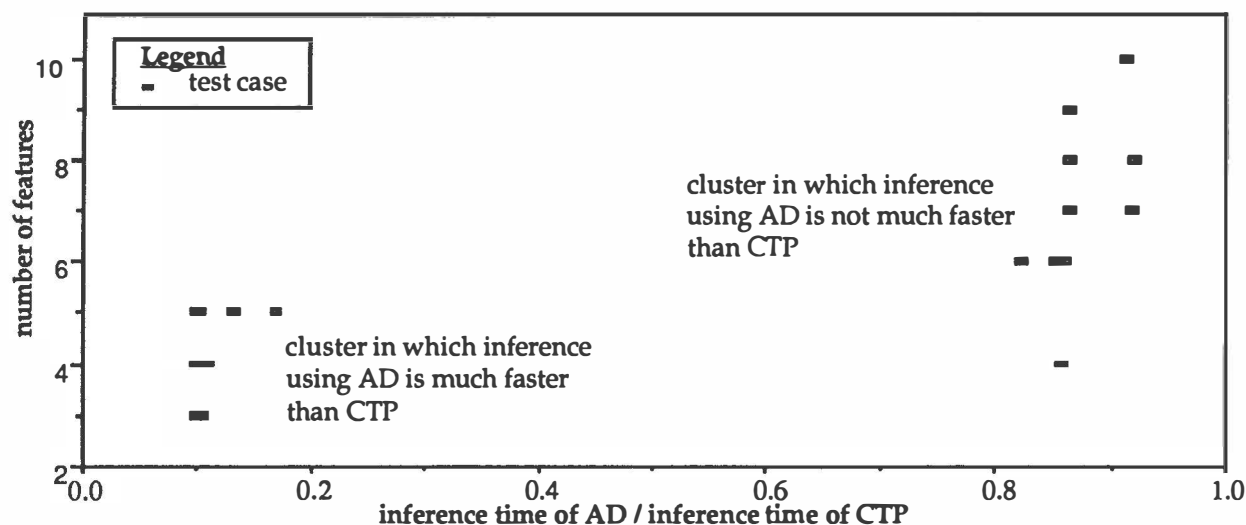 Legend
test case
number of features
10
8
6
4
2
cluster in which inference
using AD is not much faster
than CTP
cluster in which inference
using AD is much faster
than CTP
0.0 0.2 0.4 0.6 0.8 1.0
inference time of AD / inference time of CTP